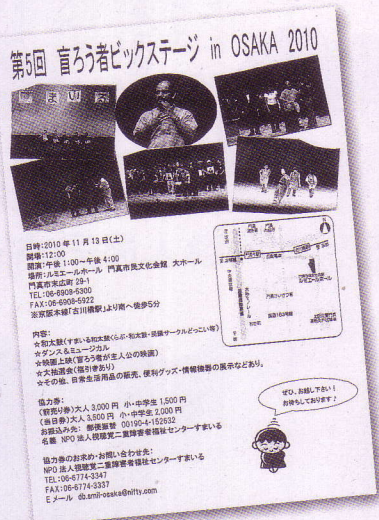 第5回 盲ろう者ビックステージ in OSAKA 2010
日時:2010年11月13日(土)
開場:12:00
開演:午後1:00~午後4:00
場所:ルミエールホール 門真市民文化会館 大ホール
門真市末広町 29-1
TEL:06-6908-5300
FAX:06-6908-5922
※京阪本線「古川橋駅」より南へ徒歩5分
内容:
☆和太鼓(すまいる和太鼓くらぶ・和太鼓・民踊サークルどっこい等)
☆ダンス&ミュージカル
☆映画上映(盲ろう者が主人公の映画)
☆大抽選会(福引きあり)
☆その他、日常生活用品の販売、便利グッズ・情報機器の展示などあり。
協力券:
(前売り券)大人 3,000円 小・中学生 1,500円
(当日券)大人 3,500円 小・中学生 2,000円
お振込み先: 郵便振替 00190-4-152632
名義 NPO法人視聴覚二重障害者福祉センターすまいる
協力券のお求め・お問い合わせ先:
NPO法人視聴覚二重障害者福祉センターすまいる
TEL:06-6774-3347
FAX:06-6774-3337
Eメール db.smil-osaka@nifty.com
ぜひ、お越し下さい!
お待ちしております♪